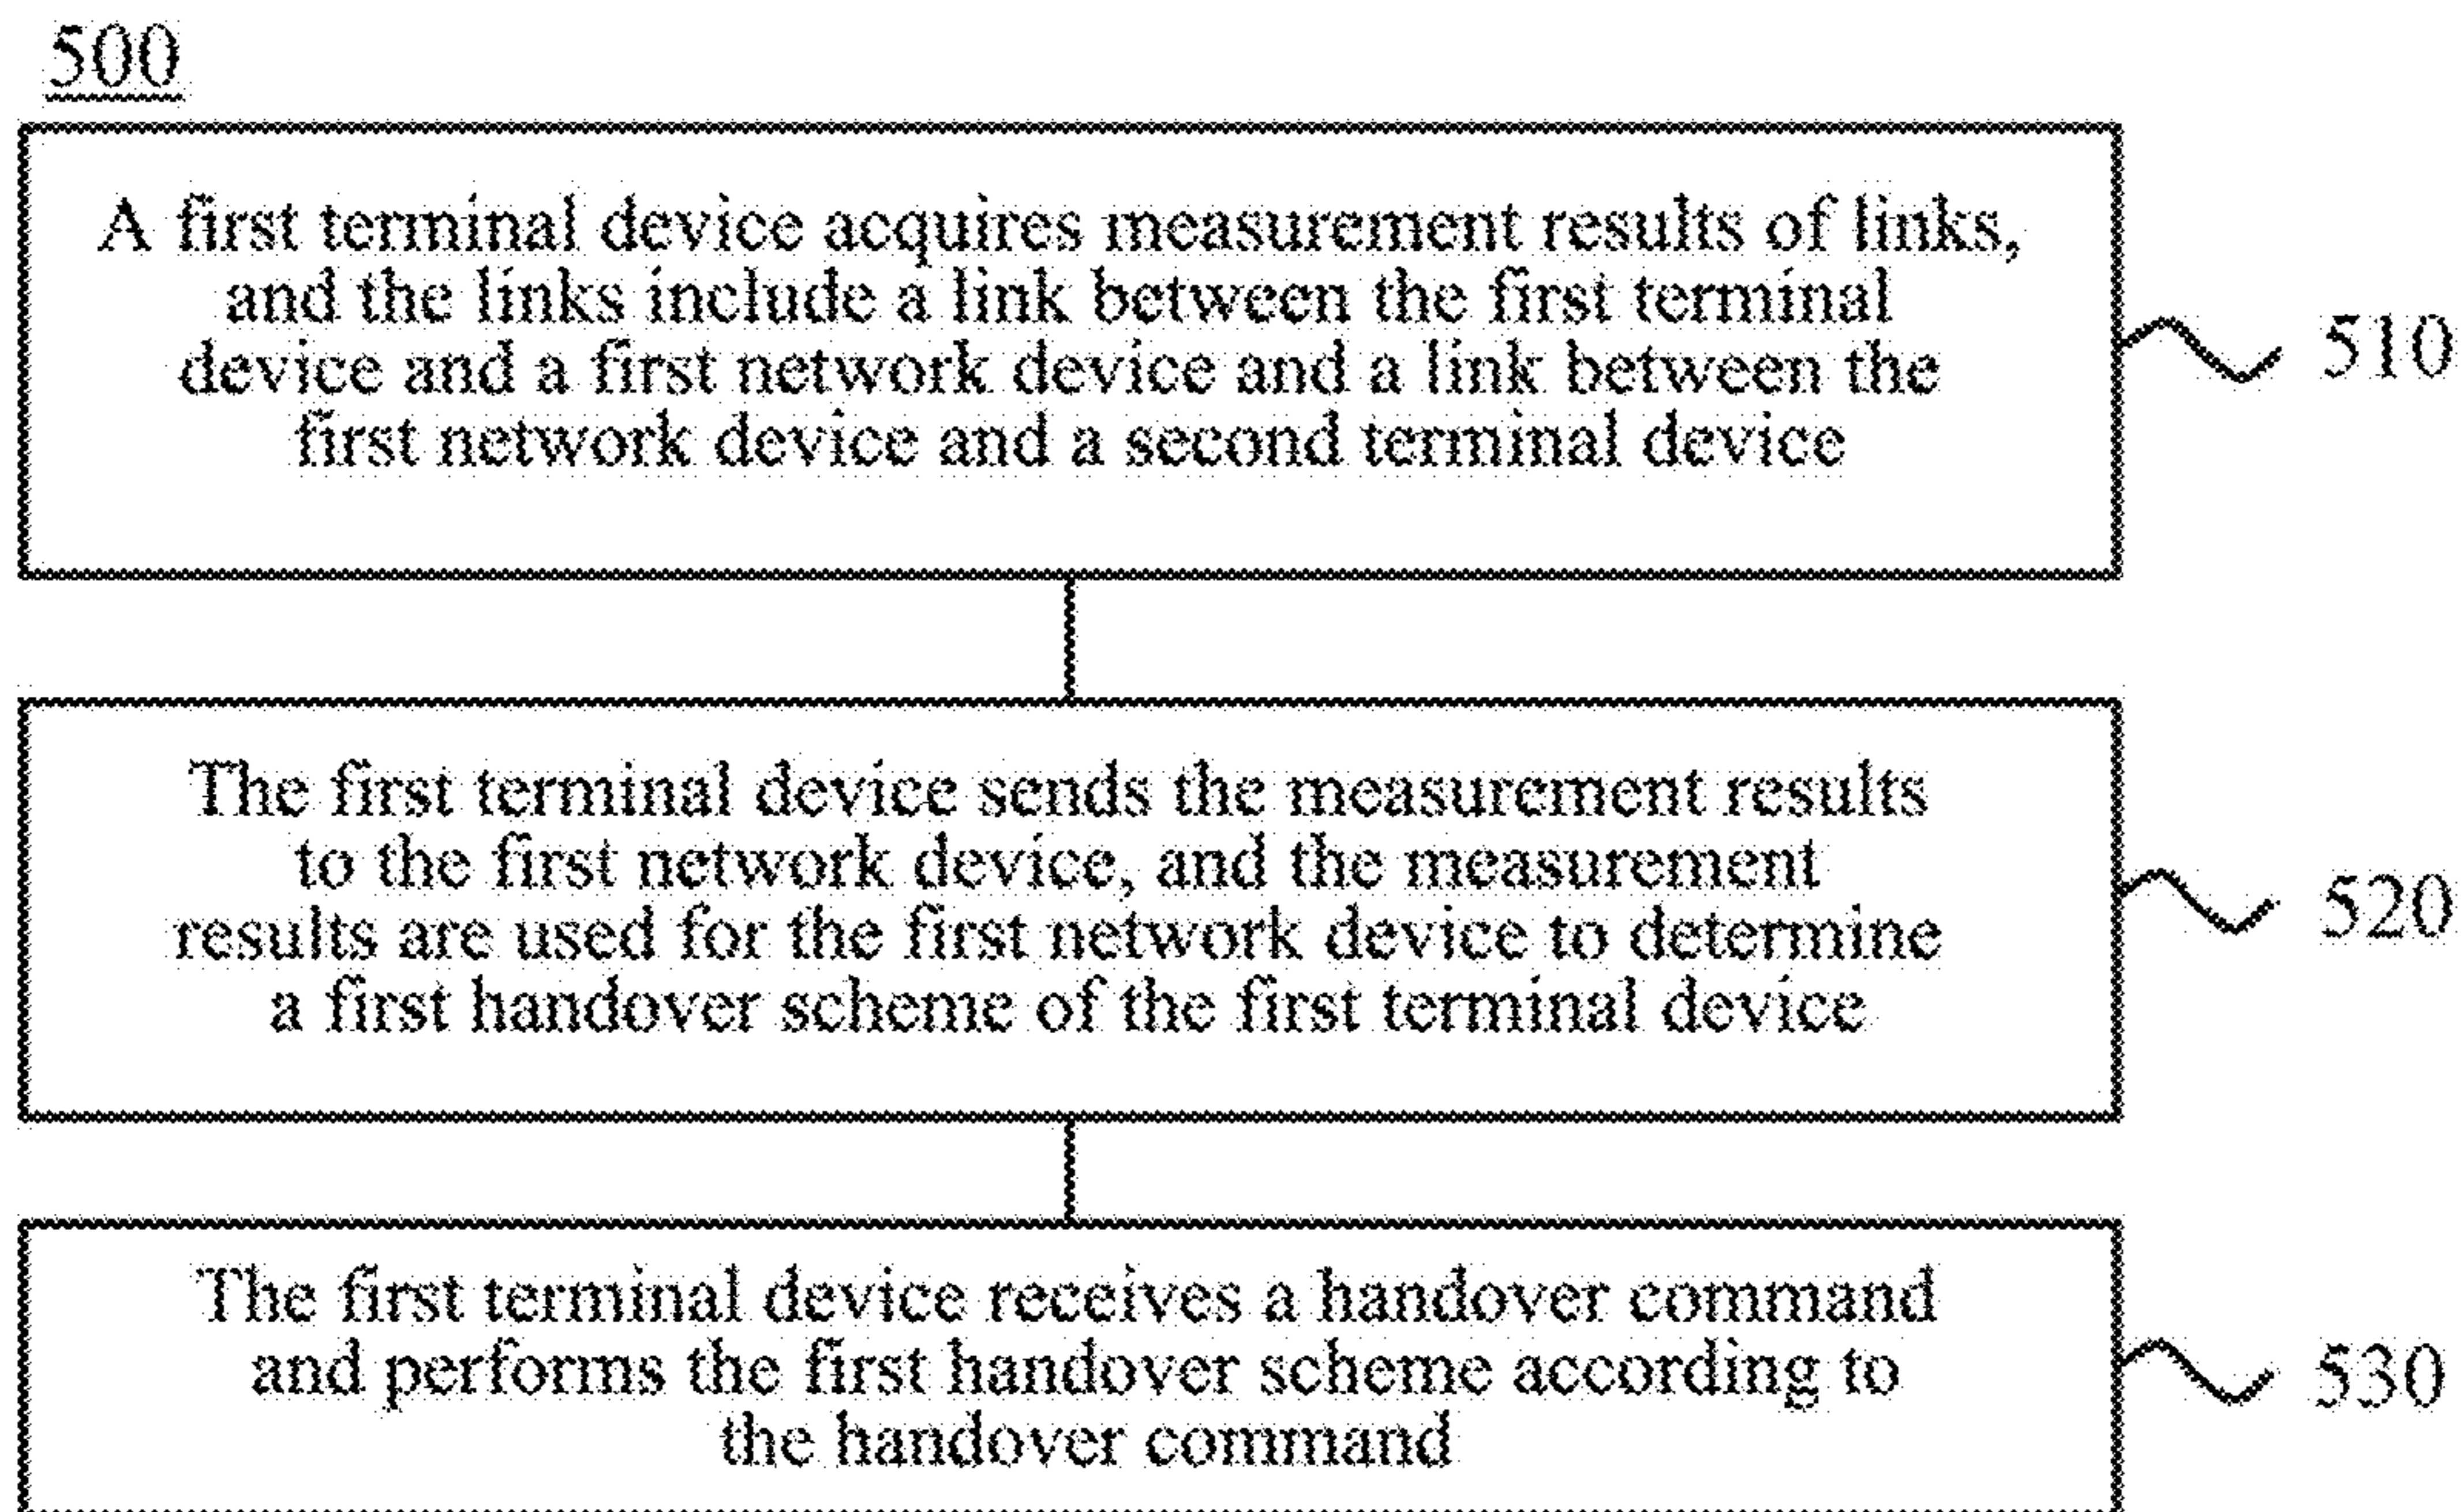 500
A first terminal device acquires measurement results of links,
and the links include a link between the first terminal
device and a first network device and a link between the
first network device and a second terminal device
510
The first terminal device sends the measurement results
to the first network device, and the measurement
results are used for the first network device to determine
a first handover scheme of the first terminal device
520
The first terminal device receives a handover command
and performs the first handover scheme according to
the handover command
530